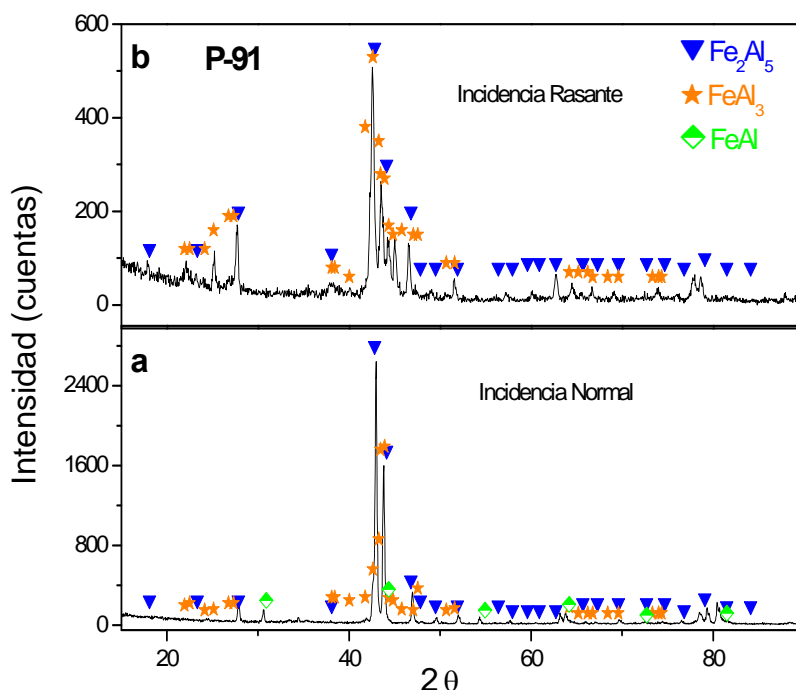 600
b P-91 Fe2Al5
Incidencia Rasante FeAl3
FeAl
400
200
0
a
2400
Incidencia Normal
1600
800
0
20 40 60 80
2 θ
Intensidad (cuentas)